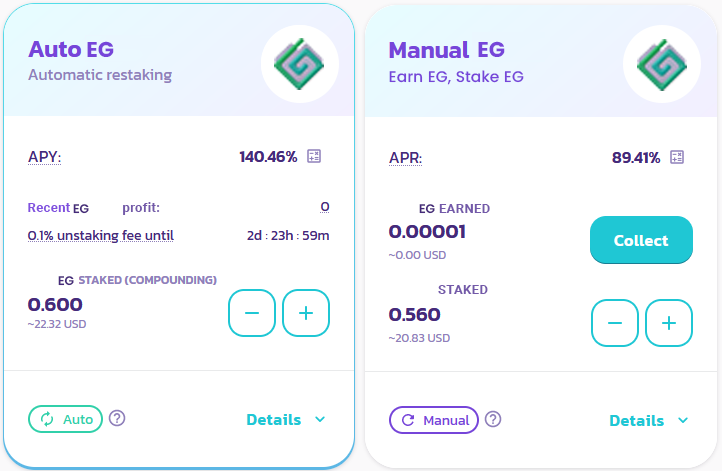 Auto EG
Automatic restaking
APY:
140.46%
Recent EG profit:
0
0.1% unstaking fee until
2d : 23h : 59m
EG STAKED (COMPOUNDING)
0.600
~22.32 USD
Auto
Details
Manual EG
Earn EG, Stake EG
APR:
89.41%
EG EARNED
0.00001
~0.00 USD
Collect
STAKED
0.560
~20.83 USD
Manual
Details